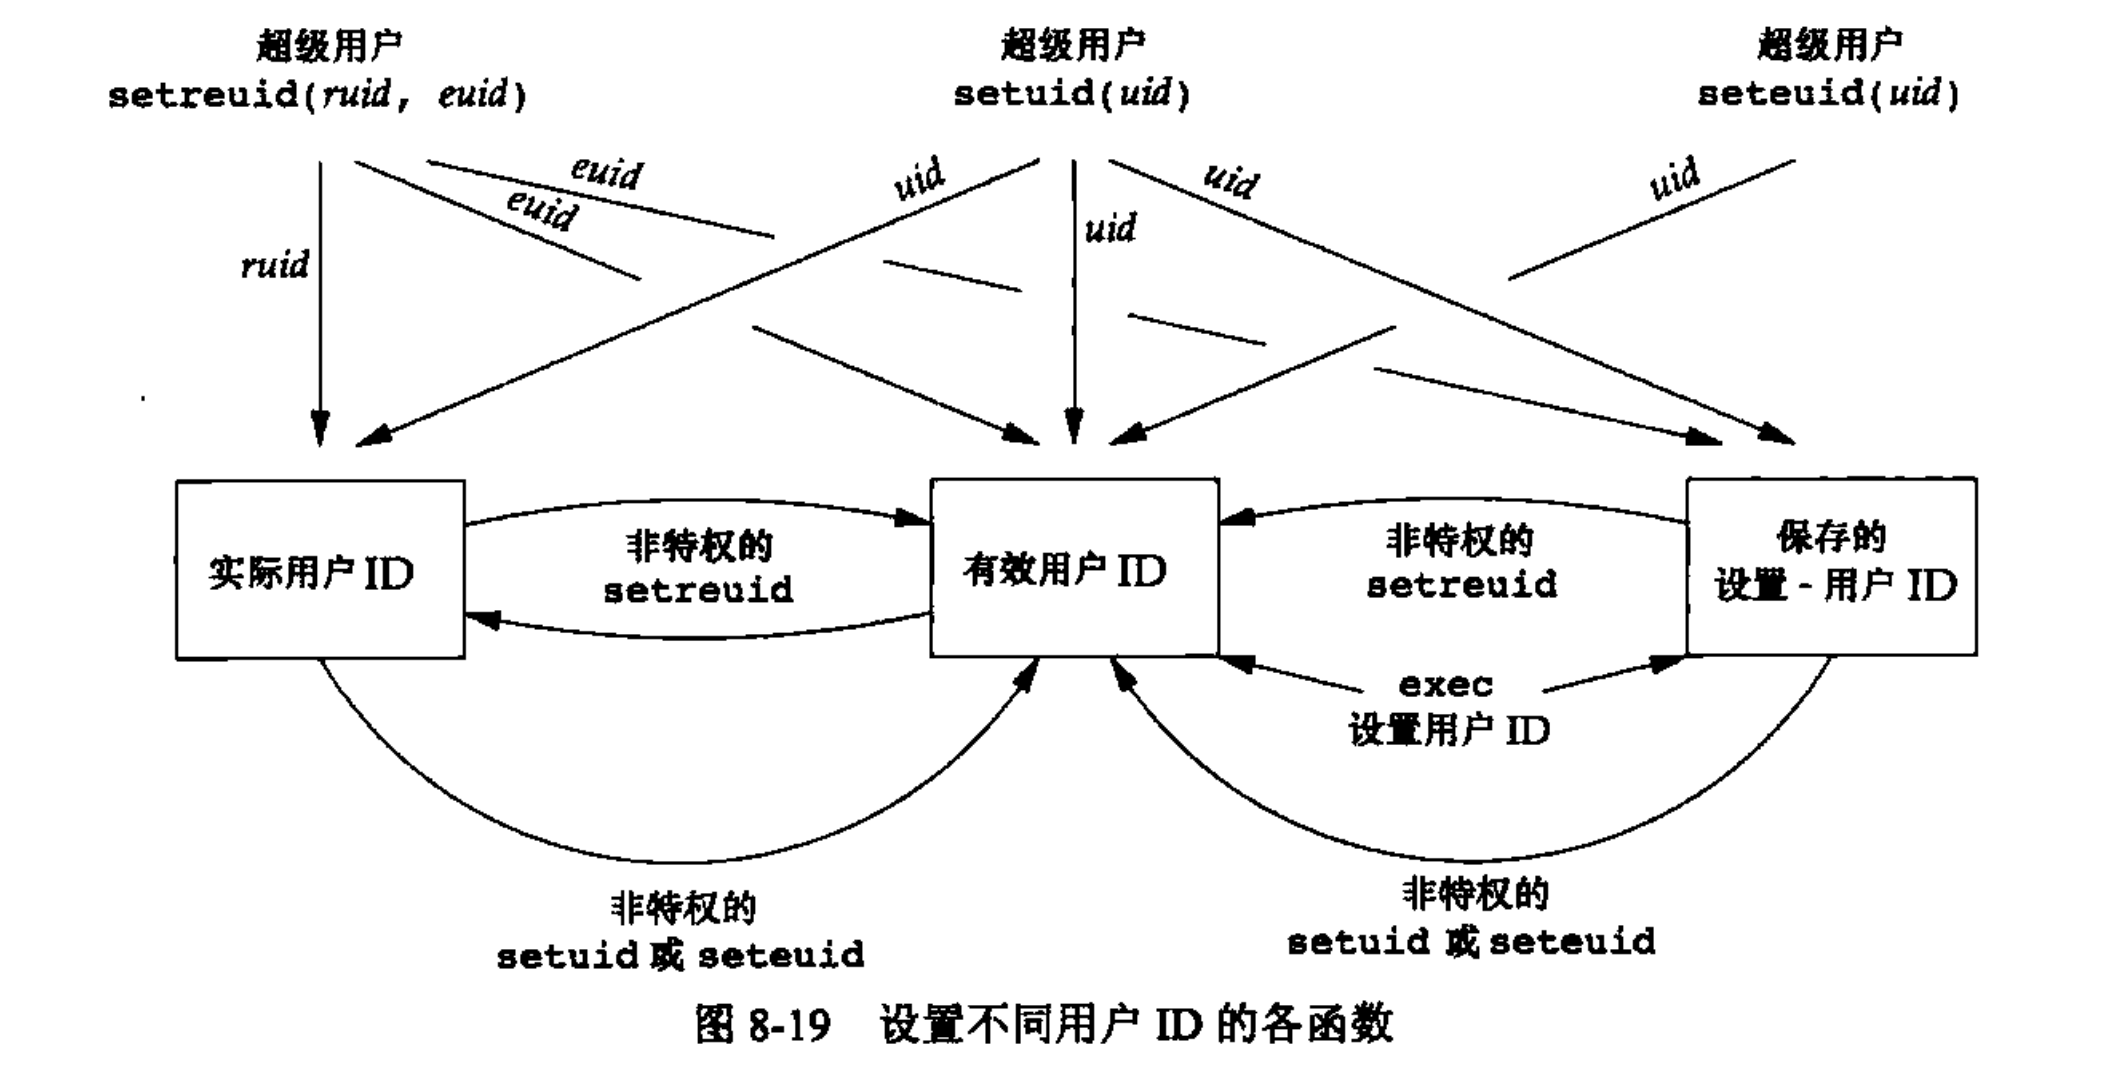 超级用户
setreuid(ruid, euid)
超级用户
setuid(uid)
超级用户
seteuid(uid)
euid
euid
ruid
uid
uid
uid
uid
实际用户 ID
非特权的
setreuid
有效用户 ID
非特权的
setreuid
保存的
设置 - 用户 ID
exec
设置用户 ID
非特权的
setuid 或 seteuid
非特权的
setuid 或 seteuid
图 8-19 设置不同用户 ID 的各函数